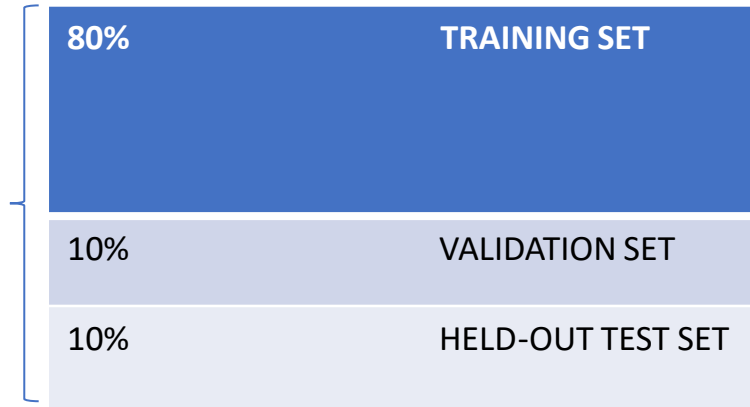 80% TRAINING SET
10% VALIDATION SET
10% HELD-OUT TEST SET